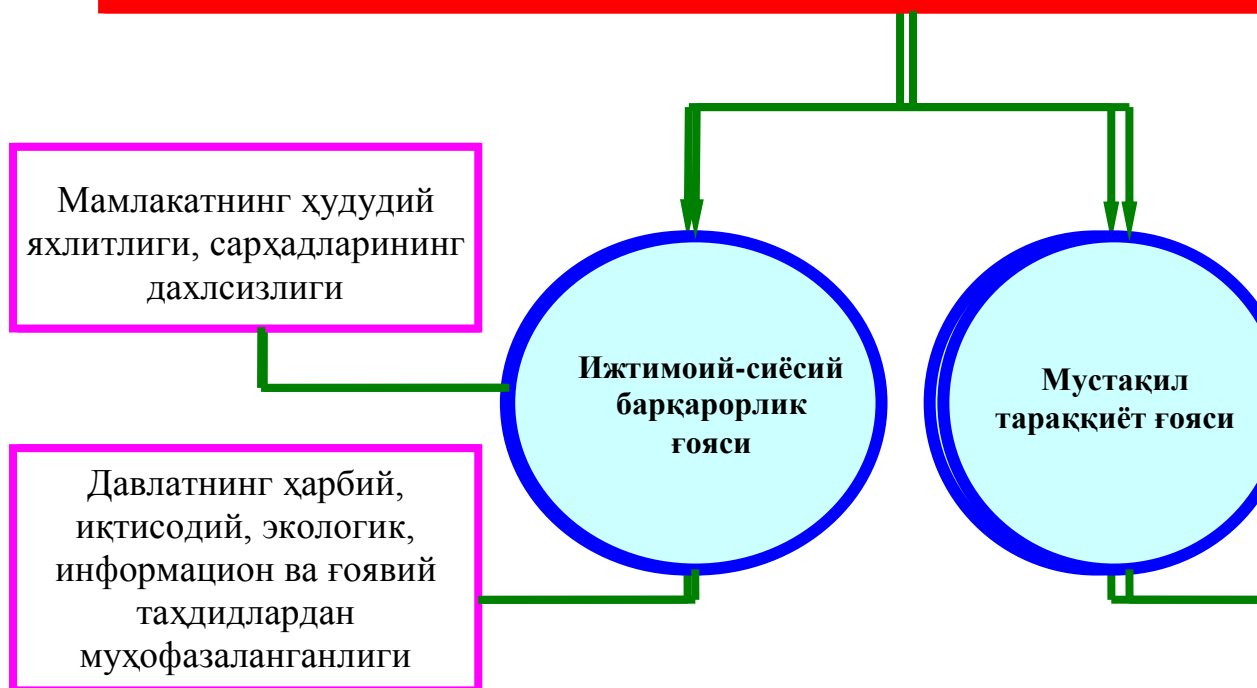 Мамлакатнинг ҳудудий
яхлитлиги, сарҳадларининг
дахлсизлиги
Ижтимоий-сиёсий
барқарорлик
ғояси
Мустақил
тараққиёт ғояси
Давлатнинг ҳарбий,
иқтисодий, экологик,
информацион ва ғоявий
таҳдидлардан
муҳофазаланганлиги